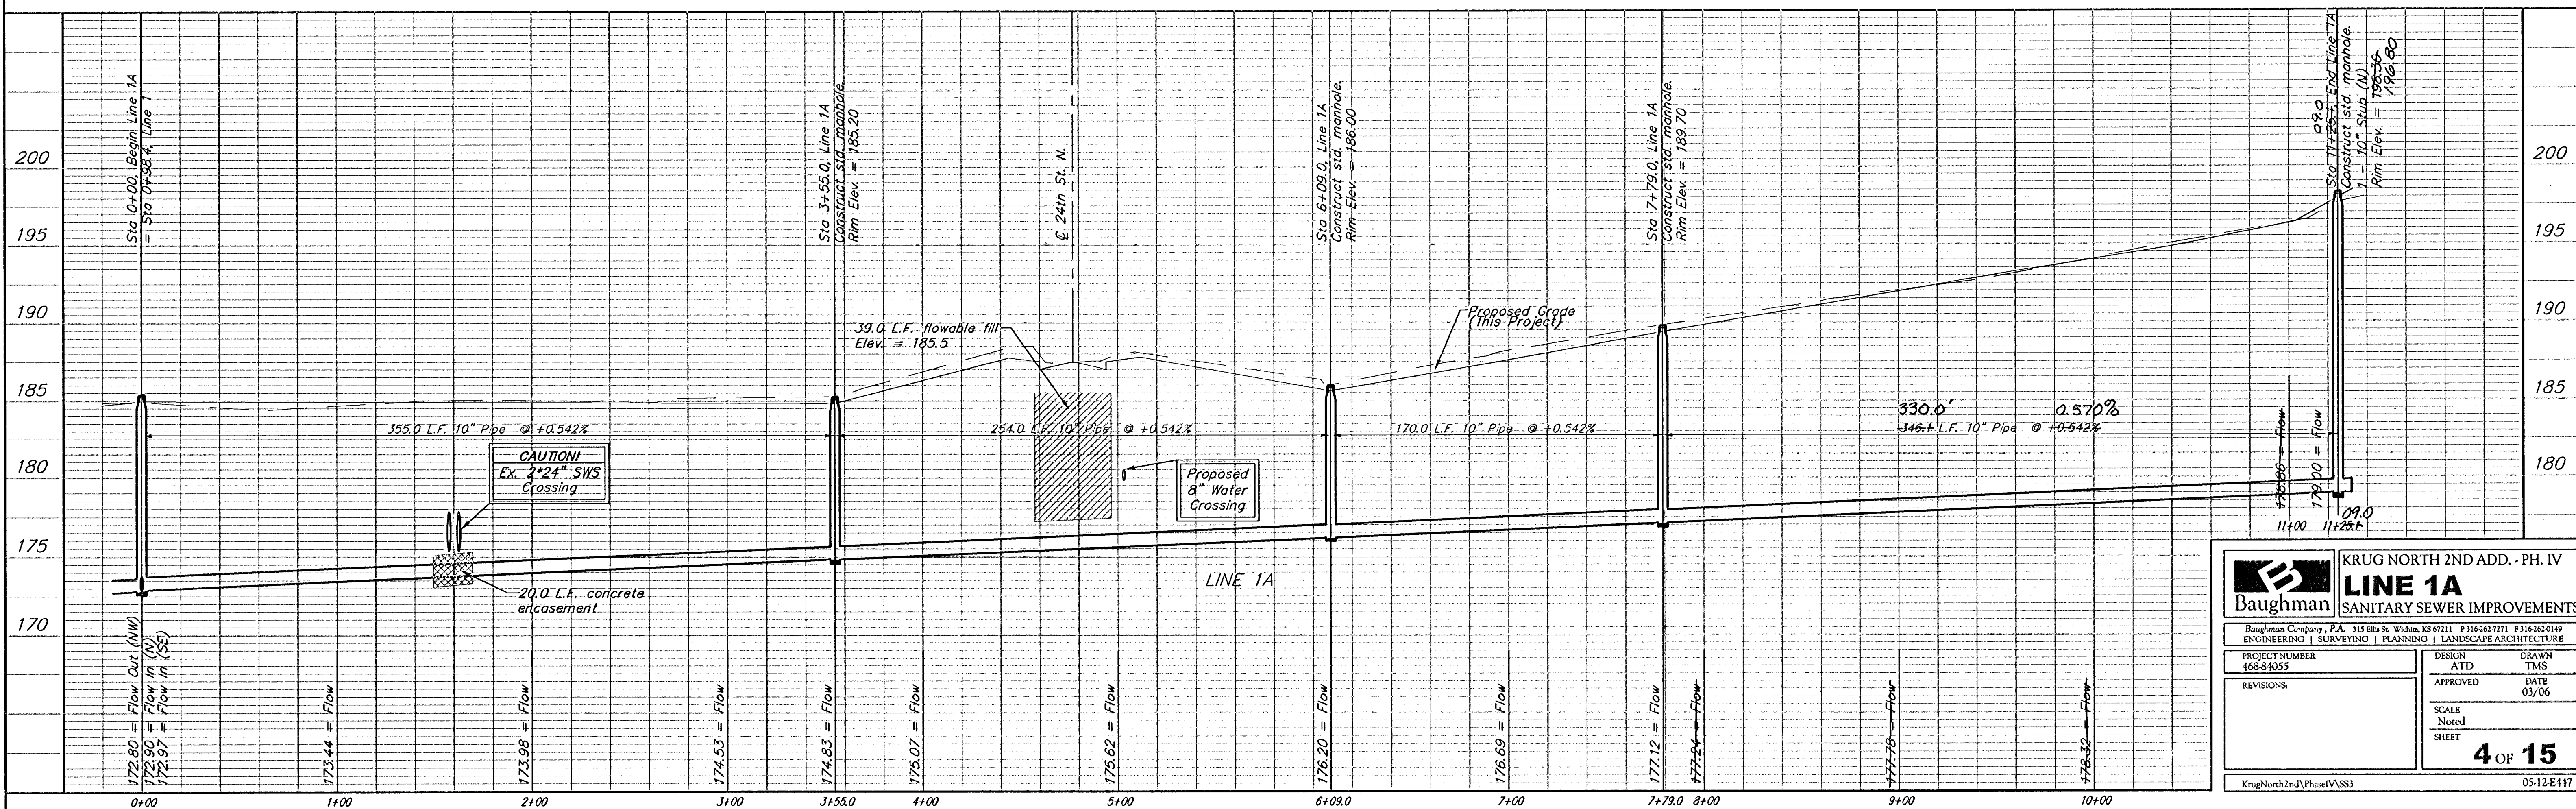 Sta 0+00, Begin Line 1A
= Sta 0+98.4, Line 1
Sta 3+55.0, Line 1A
Construct std. manhole.
Rim Elev. = 185.20
℄ 24th St. N.
Sta 6+09.0, Line 1A
Construct std. manhole.
Rim Elev. = 186.00
Sta 7+79.0, Line 1A
Construct std. manhole.
Rim Elev. = 189.70
09.0
Sta 11+25.1, End Line 1A
Construct std. manhole.
1 - 10" Stub (N)
Rim Elev. = 198.30
196.80
200
195
190
185
180
175
170
200
195
190
185
180
39.0 L.F. flowable fill
Elev. = 185.5
Proposed Grade
(This Project)
355.0 L.F. 10" Pipe @ +0.542%
254.0 L.F. 10" Pipe @ +0.542%
170.0 L.F. 10" Pipe @ +0.542%
330.0' 0.570%
346.1 L.F. 10" Pipe @ +0.542%
CAUTION!
Ex. 2*24" SWS
Crossing
Proposed
8" Water
Crossing
20.0 L.F. concrete
encasement
LINE 1A
178.86 = Flow
179.00 = Flow
09.0
11+00 11+25.1
172.80 = Flow Out (NW)
172.90 = Flow In (N)
172.97 = Flow In (SE)
173.44 = Flow
173.98 = Flow
174.53 = Flow
174.83 = Flow
175.07 = Flow
175.62 = Flow
176.20 = Flow
176.69 = Flow
177.12 = Flow
177.24 = Flow
177.78 = Flow
178.32 = Flow
0+00 1+00 2+00 3+00 3+55.0 4+00 5+00 6+09.0 7+00 7+79.0 8+00 9+00 10+00
Baughman
KRUG NORTH 2ND ADD. - PH. IV
LINE 1A
SANITARY SEWER IMPROVEMENTS
Baughman Company, P.A. 315 Ellis St. Wichita, KS 67211 P 316-262-7271 F 316-262-0149
ENGINEERING | SURVEYING | PLANNING | LANDSCAPE ARCHITECTURE
PROJECT NUMBER
468-84055
DESIGN
ATD
DRAWN
TMS
REVISIONS:
APPROVED
DATE
03/06
SCALE
Noted
SHEET
4 OF 15
KrugNorth2nd\PhaseIV\SS3
05-12-E447